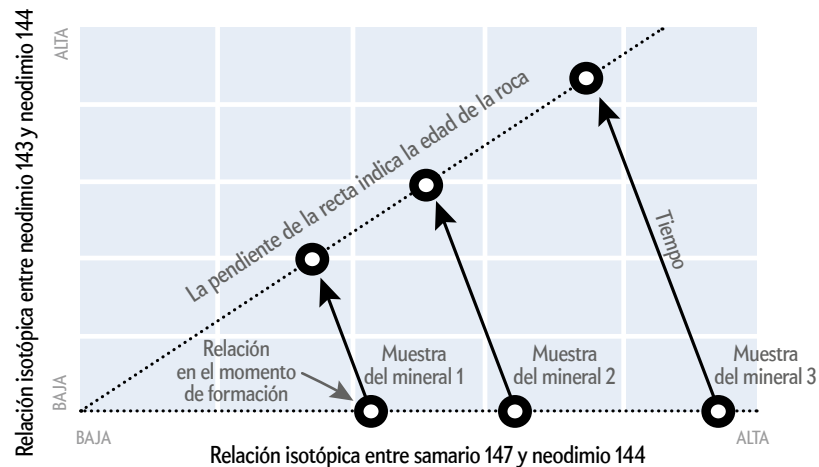 Relación isotópica entre neodimio 143 y neodimio 144
ALTA
BAJA
La pendiente de la recta indica la edad de la roca
Tiempo
Relación
en el momento
de formación
Muestra
del mineral 1
Muestra
del mineral 2
Muestra
del mineral 3
BAJA
ALTA
Relación isotópica entre samario 147 y neodimio 144